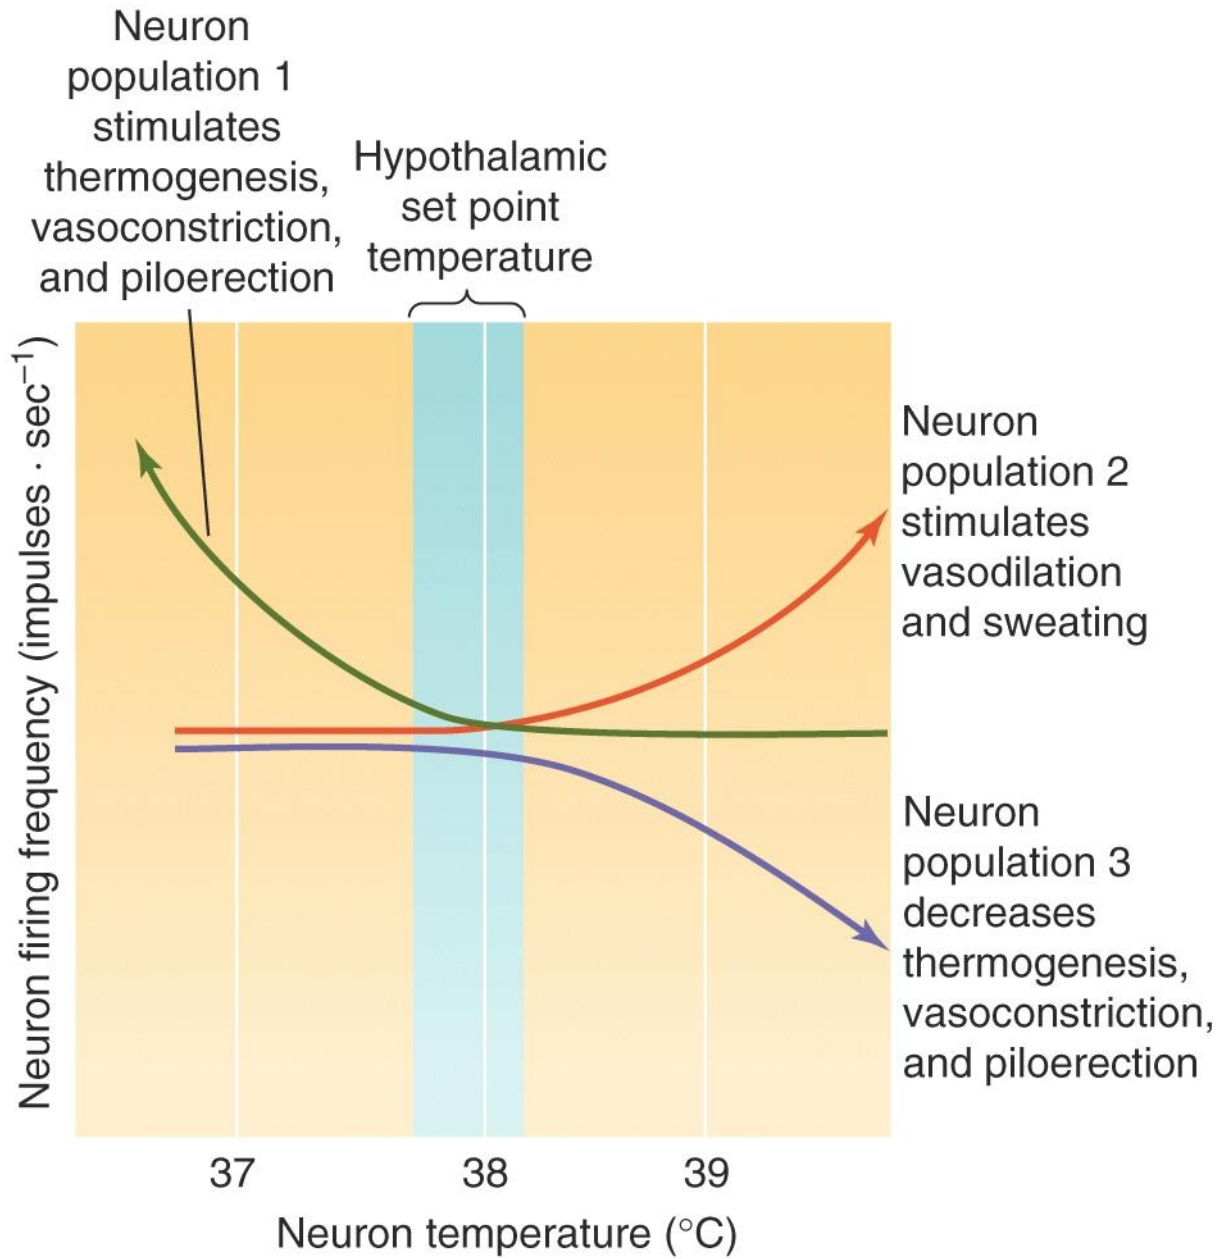 Neuron
population 1
stimulates
thermogenesis,
vasoconstriction,
and piloerection
Hypothalamic
set point
temperature
Neuron firing frequency (impulses · sec⁻¹)
Neuron
population 2
stimulates
vasodilation
and sweating
Neuron
population 3
decreases
thermogenesis,
vasoconstriction,
and piloerection
37 38 39
Neuron temperature (°C)